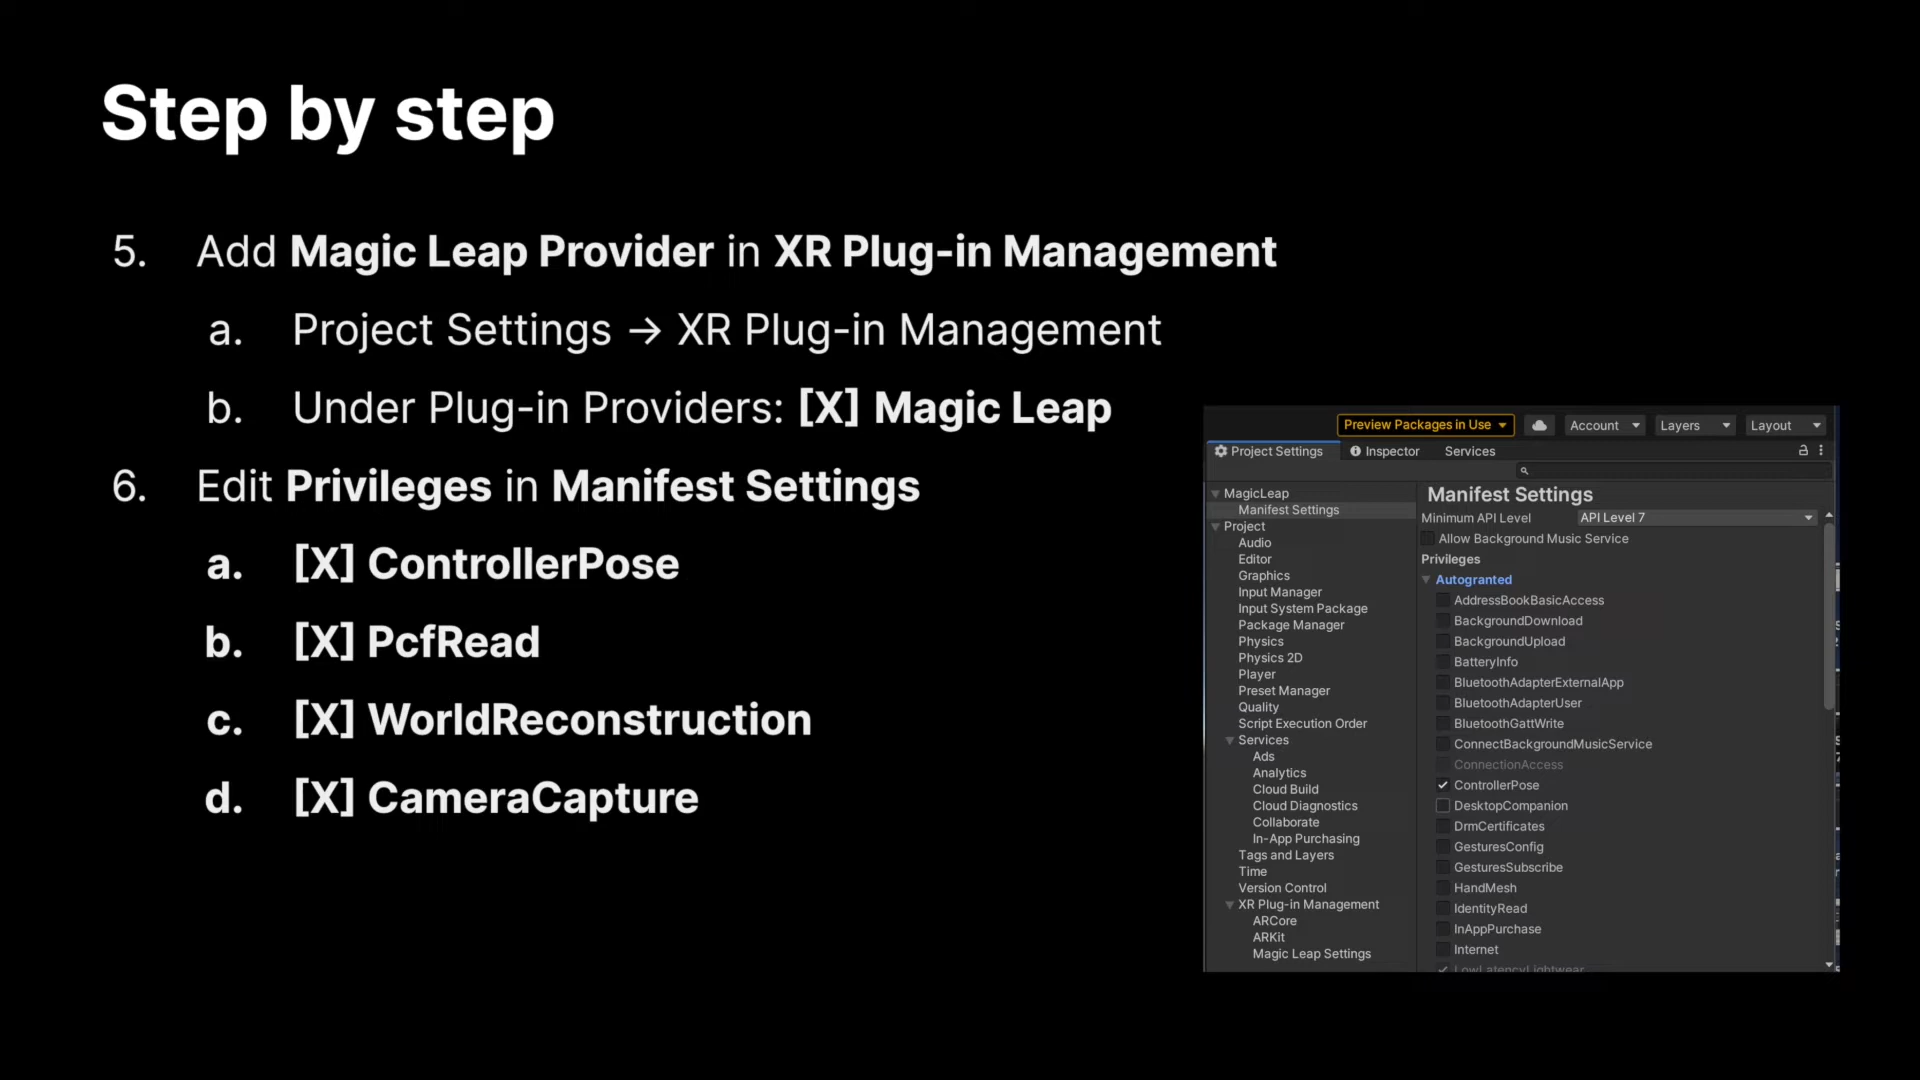 Step by step
5. Add Magic Leap Provider in XR Plug-in Management
a. Project Settings → XR Plug-in Management
b. Under Plug-in Providers: [X] Magic Leap
6. Edit Privileges in Manifest Settings
a. [X] ControllerPose
b. [X] PcfRead
c. [X] WorldReconstruction
d. [X] CameraCapture
Preview Packages in Use
Account
Layers
Layout
Project Settings
Inspector
Services
MagicLeap
Manifest Settings
Project
Audio
Editor
Graphics
Input Manager
Input System Package
Package Manager
Physics
Physics 2D
Player
Preset Manager
Quality
Script Execution Order
Services
Ads
Analytics
Cloud Build
Cloud Diagnostics
Collaborate
In-App Purchasing
Tags and Layers
Time
Version Control
XR Plug-in Management
ARCore
ARKit
Magic Leap Settings
Manifest Settings
Minimum API Level API Level 7
Allow Background Music Service
Privileges
Autogranted
AddressBookBasicAccess
BackgroundDownload
BackgroundUpload
BatteryInfo
BluetoothAdapterExternalApp
BluetoothAdapterUser
BluetoothGattWrite
ConnectBackgroundMusicService
ConnectionAccess
ControllerPose
DesktopCompanion
DrmCertificates
GesturesConfig
GesturesSubscribe
HandMesh
IdentityRead
InAppPurchase
Internet
LowLatencyLightwear